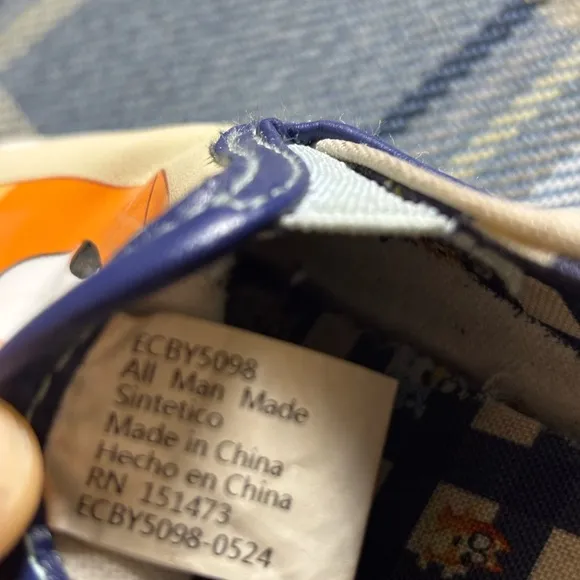 ECBY5098
All Man Made
Sintetico
Made in China
Hecho en China
RN 151473
ECBY5098-0524